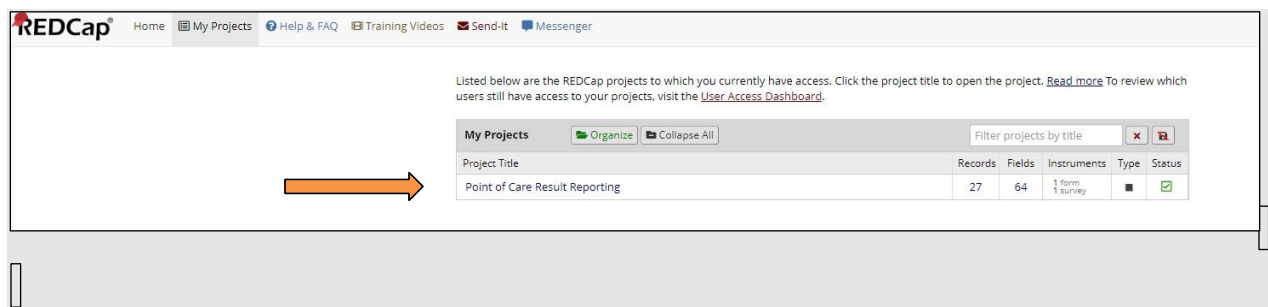 REDCap® Home My Projects Help & FAQ Training Videos Send-It Messenger
Listed below are the REDCap projects to which you currently have access. Click the project title to open the project. Read more To review which
users still have access to your projects, visit the User Access Dashboard.
My Projects Organize Collapse All Filter projects by title
Project Title Records Fields Instruments Type Status
Point of Care Result Reporting 27 64 1 form
1 survey